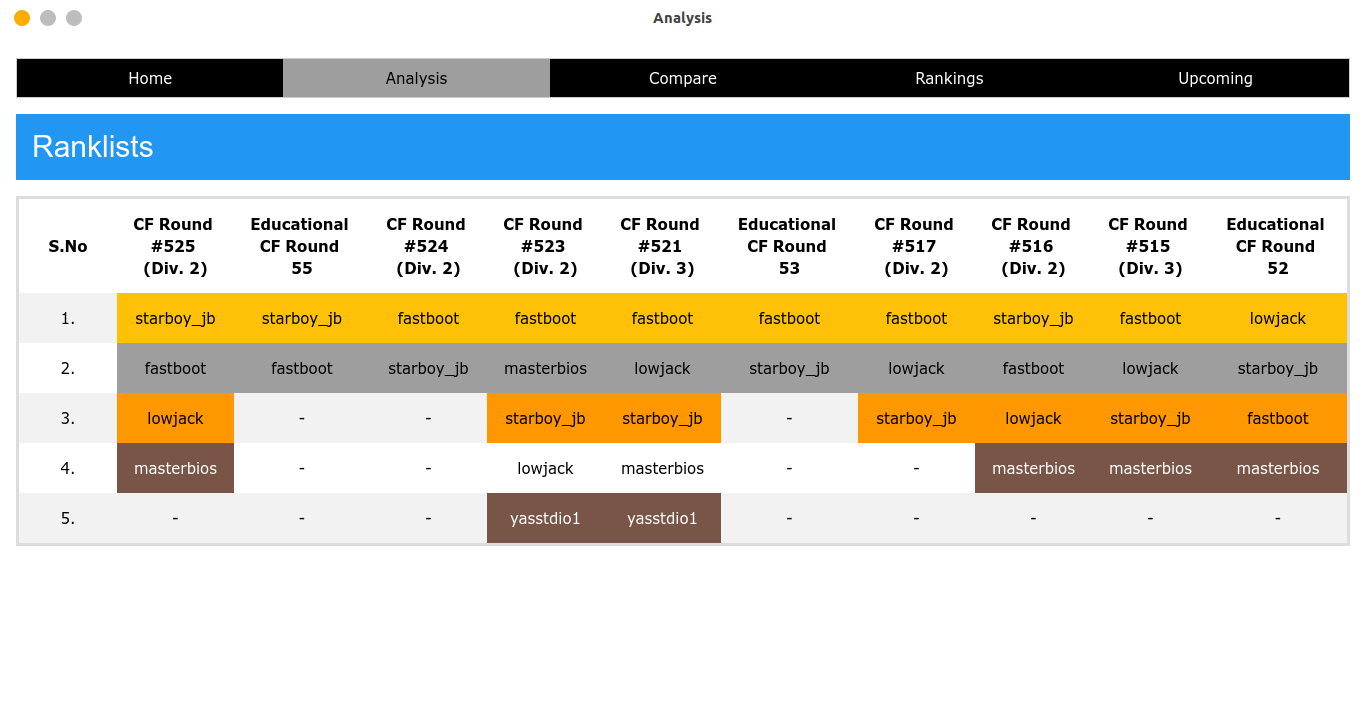 Analysis
Home Analysis Compare Rankings Upcoming
Ranklists
CF Round Educational CF Round CF Round CF Round Educational CF Round CF Round CF Round Educational
S.No #525 CF Round #524 #523 #521 CF Round #517 #516 #515 CF Round
(Div. 2) 55 (Div. 2) (Div. 2) (Div. 3) 53 (Div. 2) (Div. 2) (Div. 3) 52
1. starboy_jb starboy_jb fastboot fastboot fastboot fastboot fastboot starboy_jb fastboot lowjack
2. fastboot fastboot starboy_jb masterbios lowjack starboy_jb lowjack fastboot lowjack starboy_jb
3. lowjack - - starboy_jb starboy_jb - starboy_jb lowjack starboy_jb fastboot
4. masterbios - - lowjack masterbios - - masterbios masterbios masterbios
5. - - - yasstdio1 yasstdio1 - - - - -